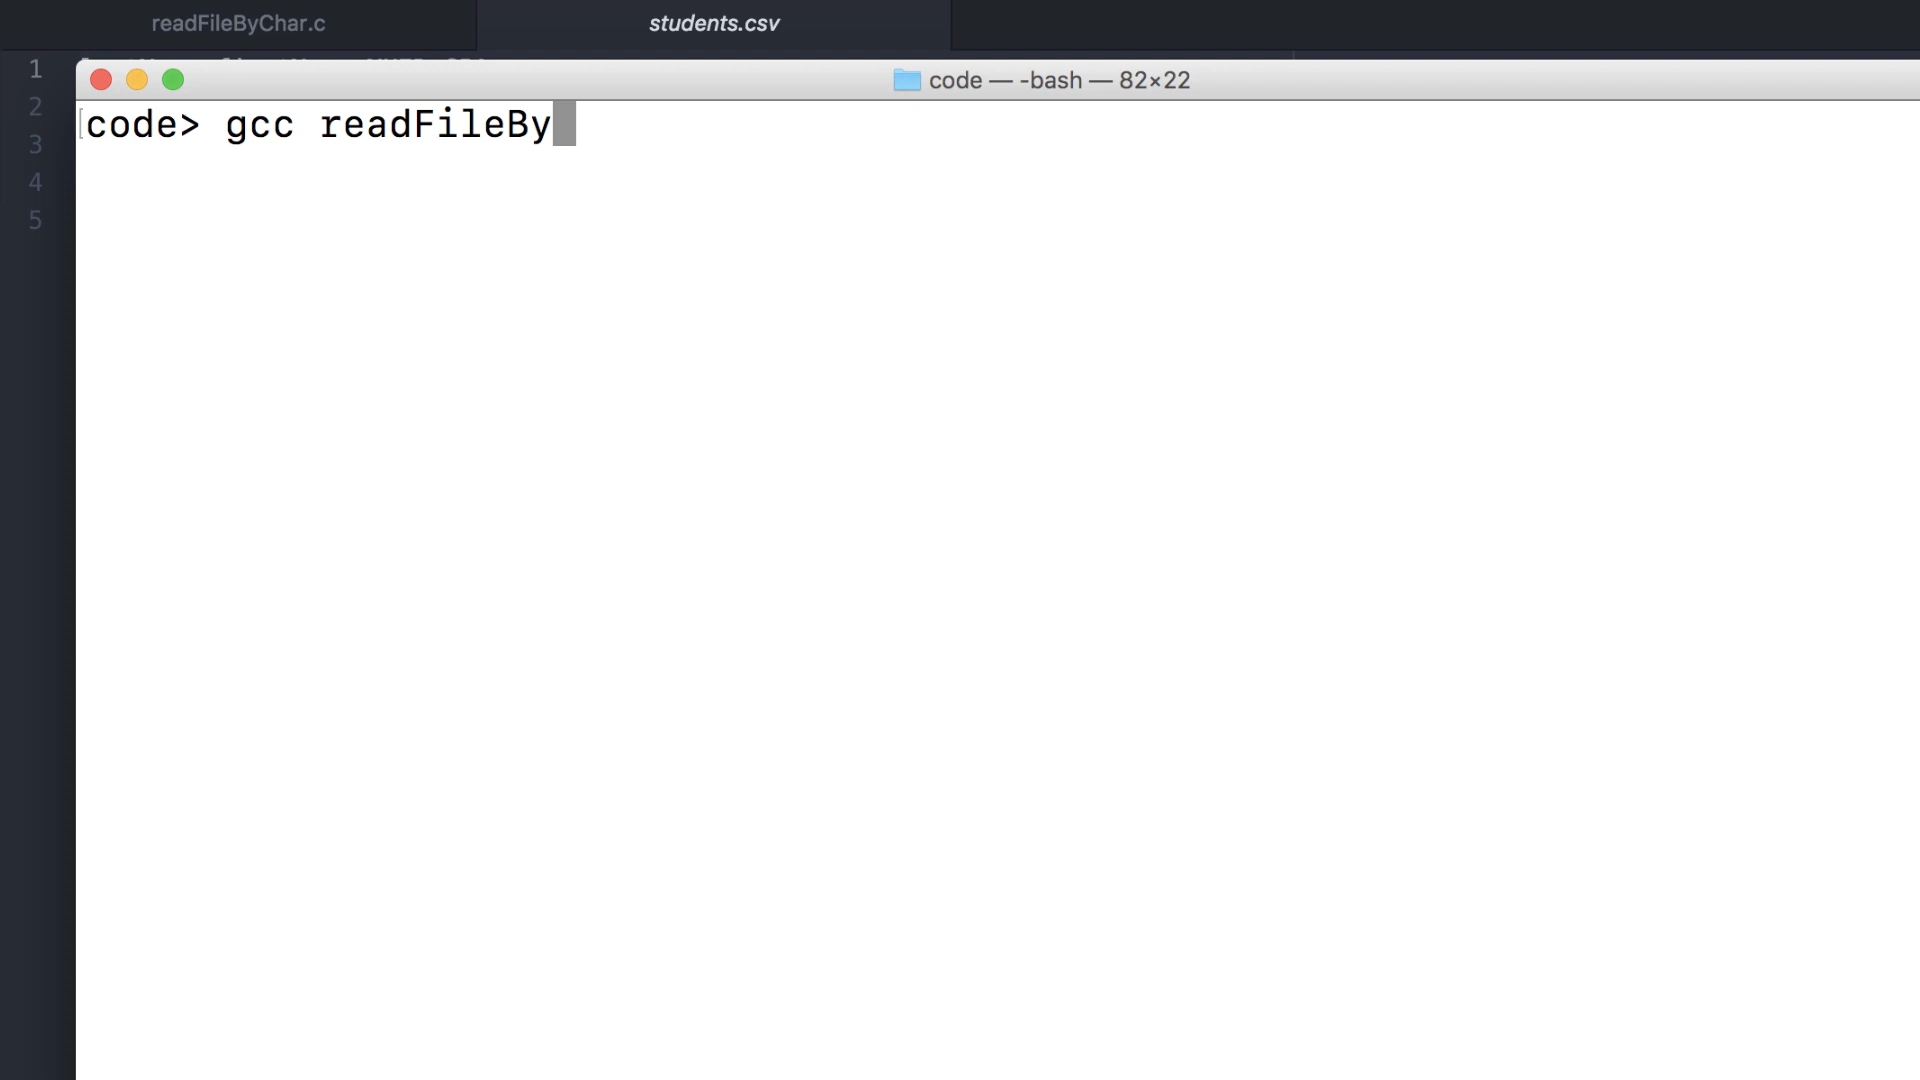 readFileByChar.c
students.csv
1
code — -bash — 82×22
2
[code> gcc readFileBy
3
4
5